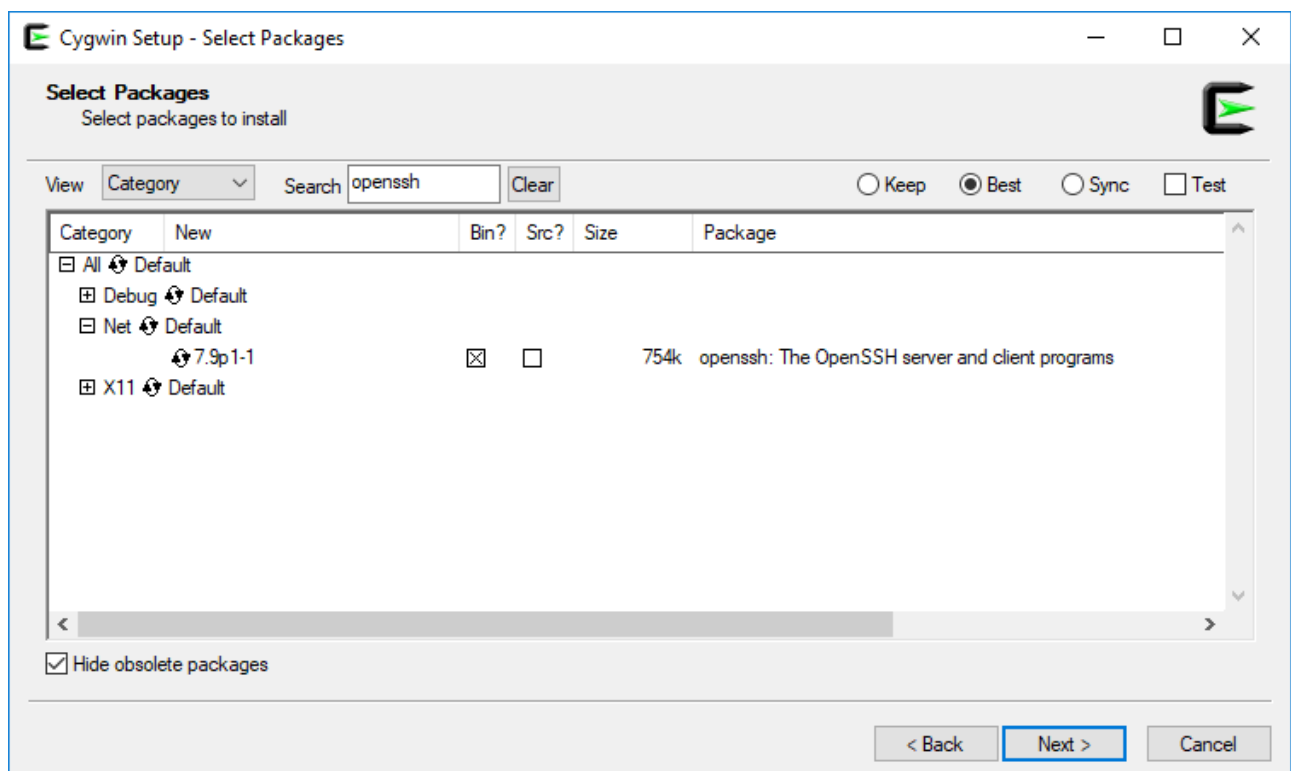 Cygwin Setup - Select Packages
Select Packages
Select packages to install
View Category Search openssh Clear Keep Best Sync Test
Category New Bin? Src? Size Package
All Default
Debug Default
Net Default
7.9p1-1 754k openssh: The OpenSSH server and client programs
X11 Default
Hide obsolete packages
< Back Next > Cancel